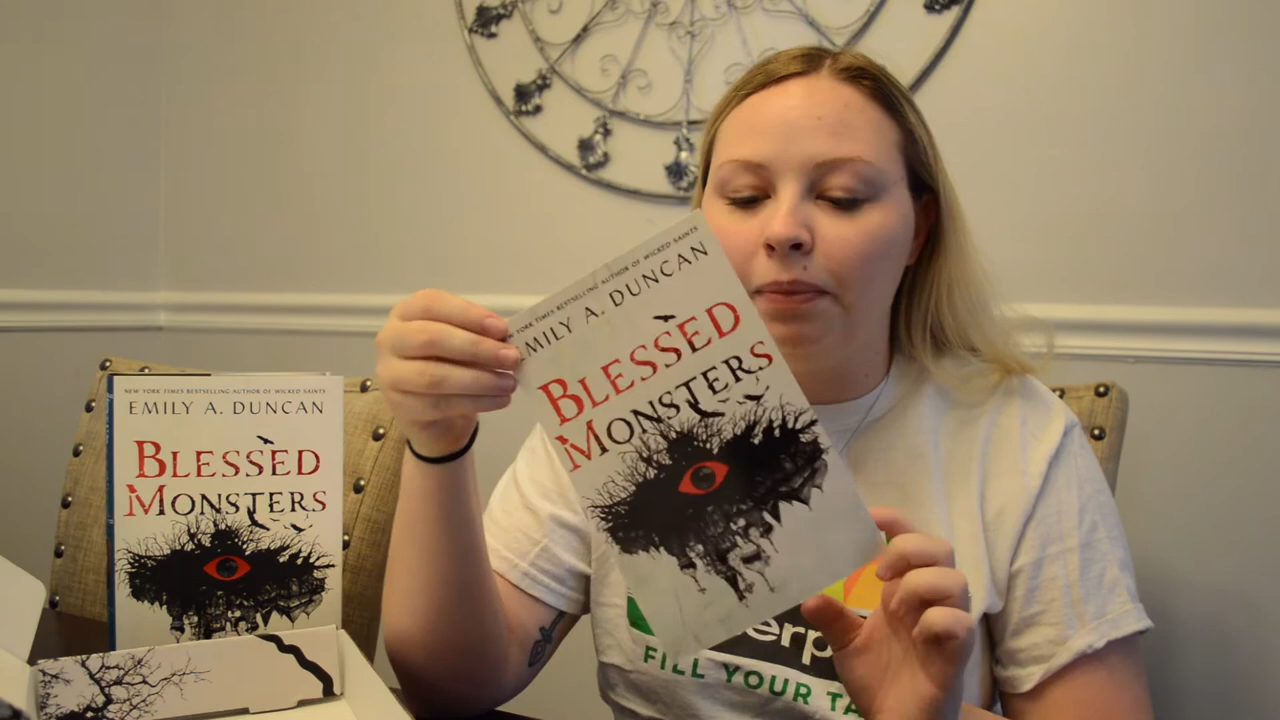 NEW YORK TIMES BESTSELLING AUTHOR OF WICKED SAINTS
EMILY A. DUNCAN
BLESSED
MONSTERS
YORK TIMES BESTSELLING AUTHOR OF WICKED SAINTS
EMILY A. DUNCAN
BLESSED
MONSTERS
erp
FILL YOUR TA